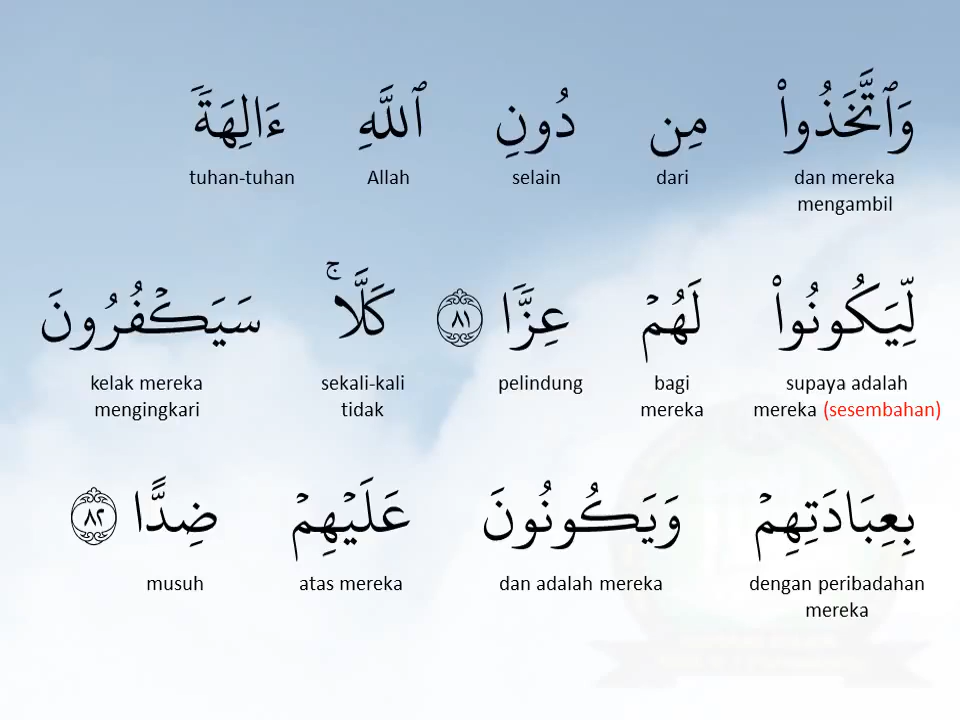 وَٱتَّخَذُوا۟ مِن دُونِ ٱللَّهِ ءَالِهَةً
dan mereka dari selain Allah tuhan-tuhan
mengambil
لِّيَكُونُوا۟ لَهُمْ عِزًّا ٨١ كَلَّا ۚ سَيَكْفُرُونَ
supaya adalah bagi pelindung sekali-kali kelak mereka
mereka (sesembahan) mereka tidak mengingkari
بِعِبَادَتِهِمْ وَيَكُونُونَ عَلَيْهِمْ ضِدًّا ٨٢
dengan peribadahan dan adalah mereka atas mereka musuh
mereka